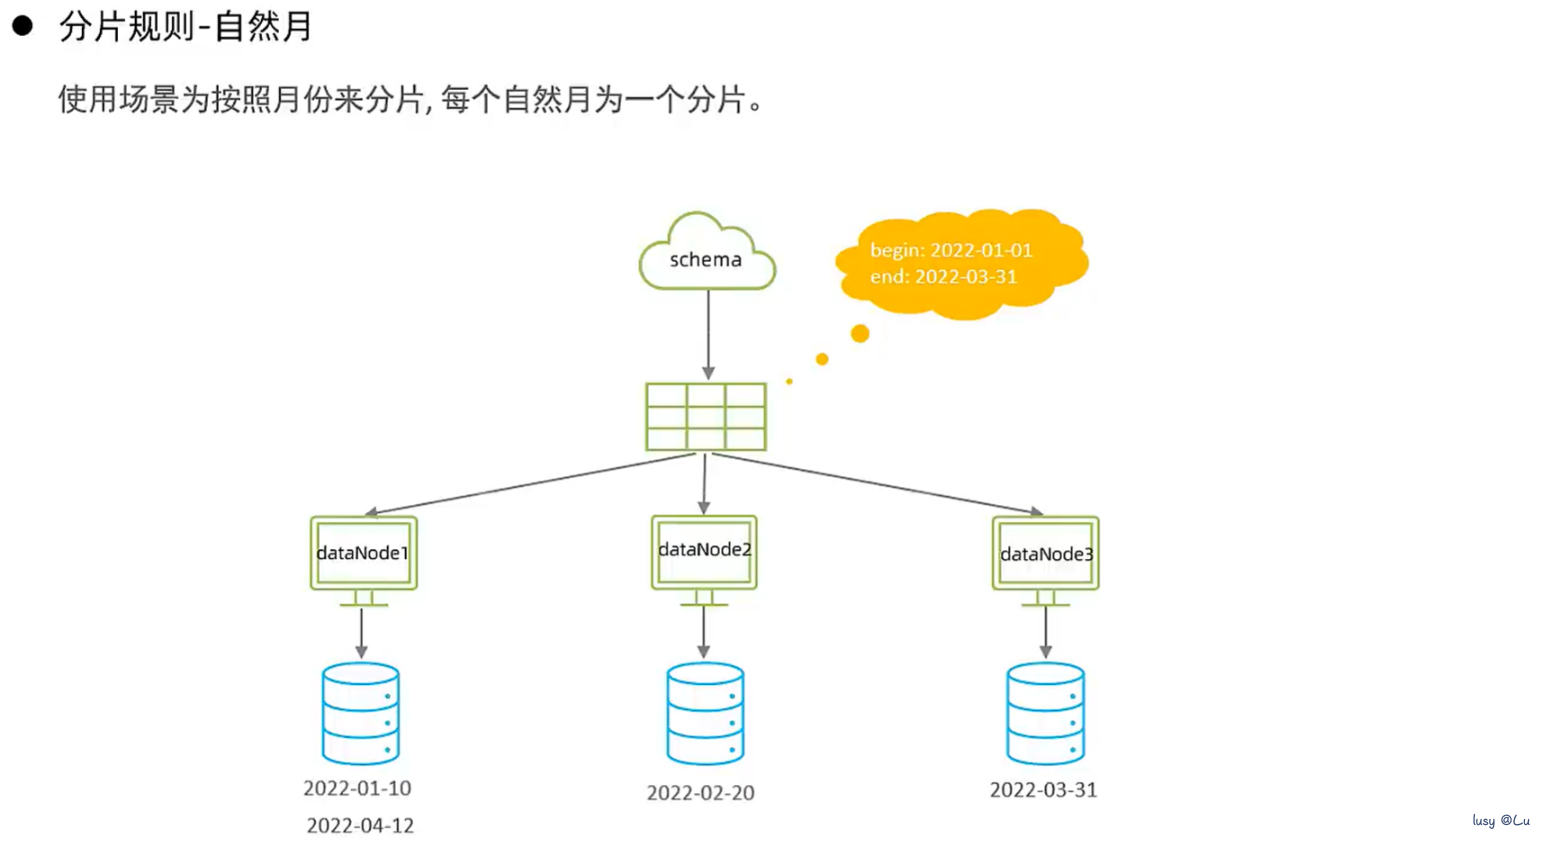 ● 分片规则-自然月
使用场景为按照月份来分片, 每个自然月为一个分片。
schema
begin: 2022-01-01
end: 2022-03-31
dataNode1
dataNode2
dataNode3
2022-01-10
2022-02-20
2022-03-31
2022-04-12
lusy @Lu